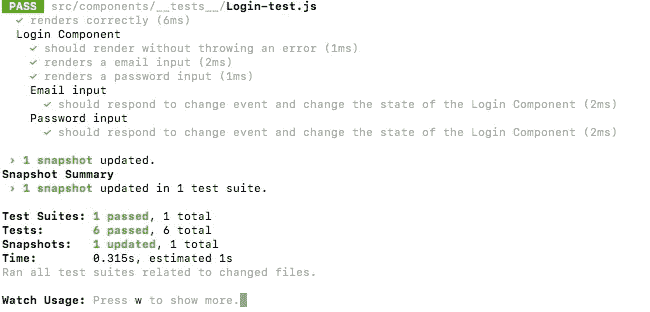 PASS src/components/__tests__/Login-test.js
✓ renders correctly (6ms)
Login Component
✓ should render without throwing an error (1ms)
✓ renders a email input (2ms)
✓ renders a password input (1ms)
Email input
✓ should respond to change event and change the state of the Login Component (2ms)
Password input
✓ should respond to change event and change the state of the Login Component (2ms)
› 1 snapshot updated.
Snapshot Summary
› 1 snapshot updated in 1 test suite.
Test Suites: 1 passed, 1 total
Tests: 6 passed, 6 total
Snapshots: 1 updated, 1 total
Time: 0.315s, estimated 1s
Ran all test suites related to changed files.
Watch Usage: Press w to show more.